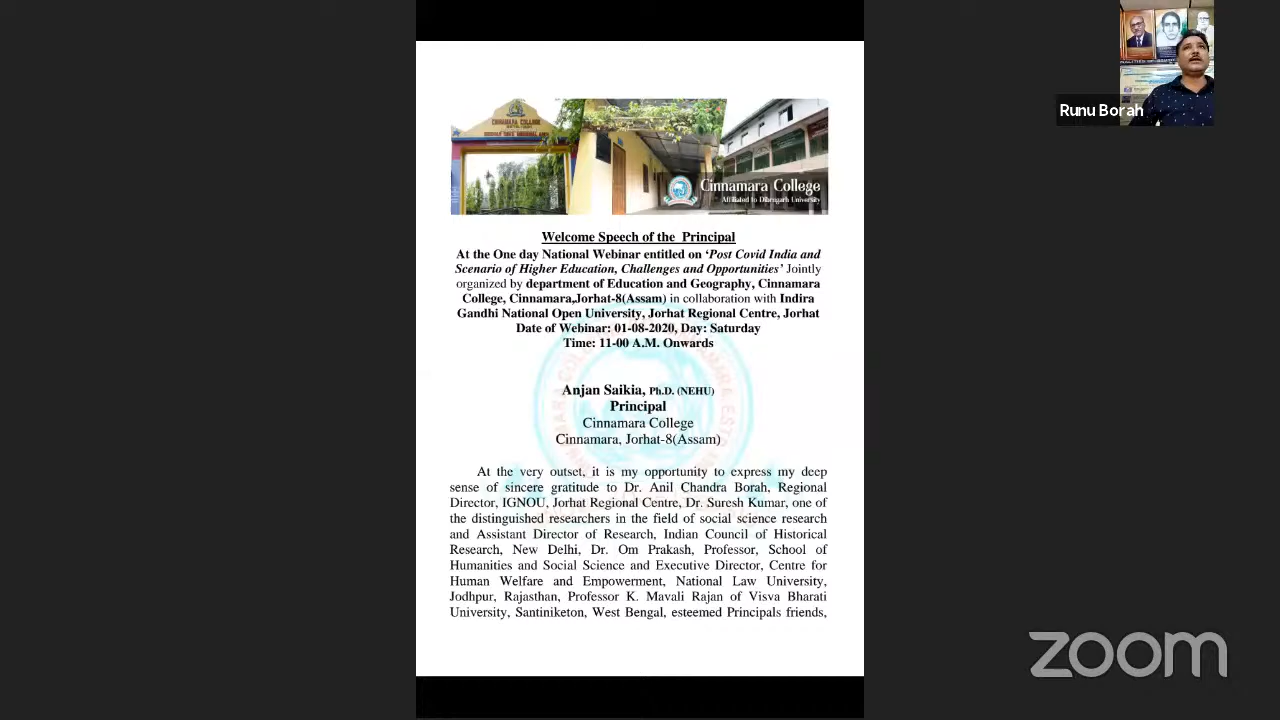 Runu Borah
CINNAMARA COLLEGE
Cinnamara College
Affiliated to Dibrugarh University
Welcome Speech of the Principal
At the One day National Webinar entitled on ‘Post Covid India and
Scenario of Higher Education, Challenges and Opportunities’ Jointly
organized by department of Education and Geography, Cinnamara
College, Cinnamara,Jorhat-8(Assam) in collaboration with Indira
Gandhi National Open University, Jorhat Regional Centre, Jorhat
Date of Webinar: 01-08-2020, Day: Saturday
Time: 11-00 A.M. Onwards
Anjan Saikia, Ph.D. (NEHU)
Principal
Cinnamara College
Cinnamara, Jorhat-8(Assam)
At the very outset, it is my opportunity to express my deep
sense of sincere gratitude to Dr. Anil Chandra Borah, Regional
Director, IGNOU, Jorhat Regional Centre, Dr. Suresh Kumar, one of
the distinguished researchers in the field of social science research
and Assistant Director of Research, Indian Council of Historical
Research, New Delhi, Dr. Om Prakash, Professor, School of
Humanities and Social Science and Executive Director, Centre for
Human Welfare and Empowerment, National Law University,
Jodhpur, Rajasthan, Professor K. Mavali Rajan of Visva Bharati
University, Santiniketon, West Bengal, esteemed Principals friends,
zoom